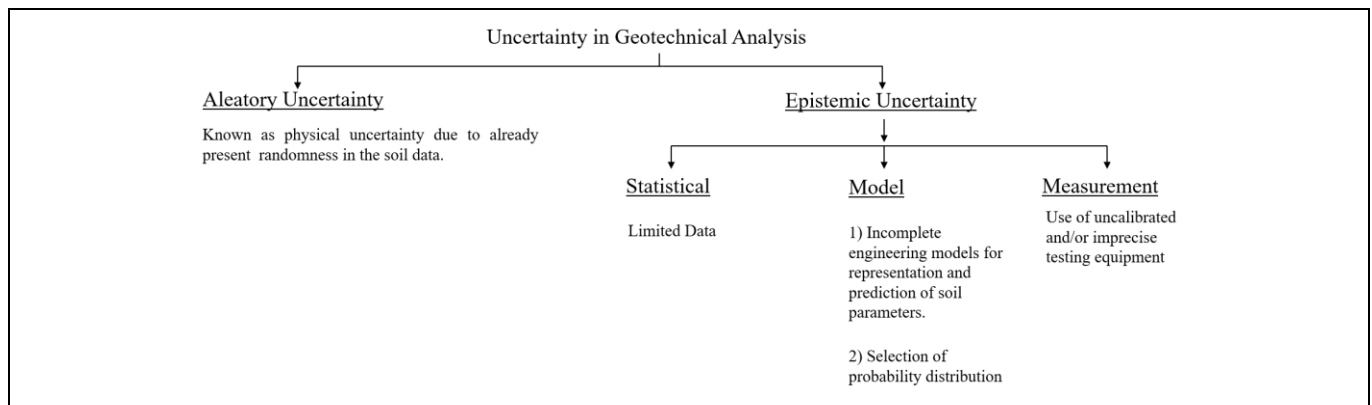 Uncertainty in Geotechnical Analysis
Aleatory Uncertainty
Known as physical uncertainty due to already
present randomness in the soil data.
Epistemic Uncertainty
Statistical
Limited Data
Model
1) Incomplete
engineering models for
representation and
prediction of soil
parameters.
2) Selection of
probability distribution
Measurement
Use of uncalibrated
and/or imprecise
testing equipment